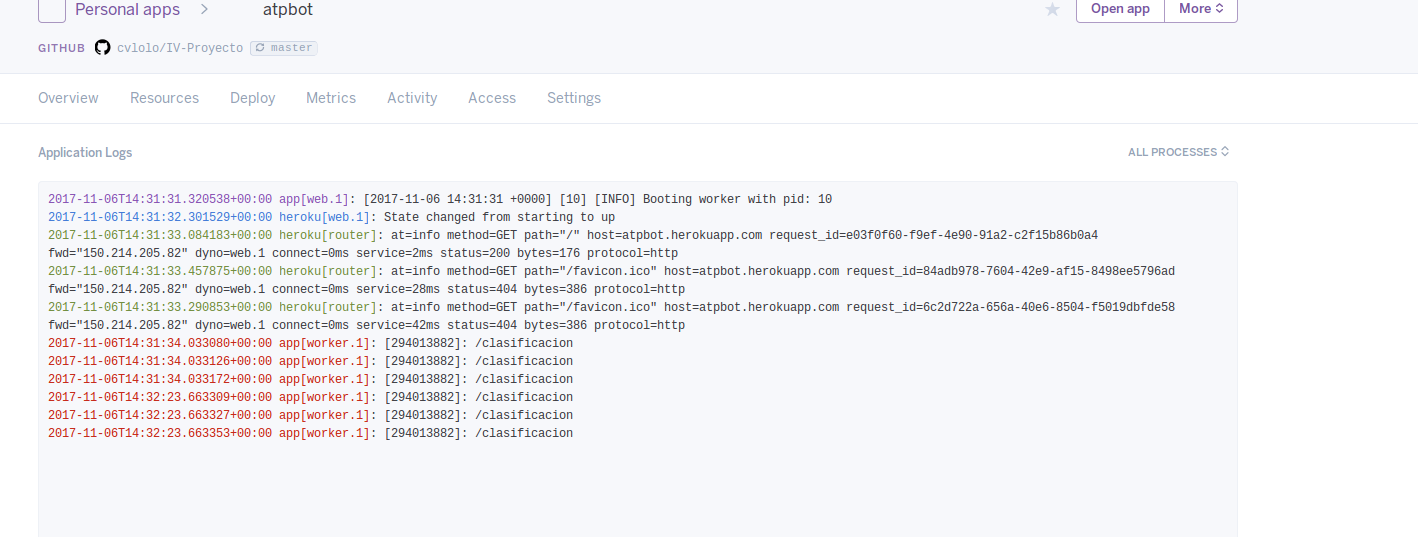 Personal apps > atpbot
Open app More
GITHUB cvlolo/IV-Proyecto master
Overview Resources Deploy Metrics Activity Access Settings
Application Logs ALL PROCESSES
2017-11-06T14:31:31.320538+00:00 app[web.1]: [2017-11-06 14:31:31 +0000] [10] [INFO] Booting worker with pid: 10
2017-11-06T14:31:32.301529+00:00 heroku[web.1]: State changed from starting to up
2017-11-06T14:31:33.084183+00:00 heroku[router]: at=info method=GET path="/" host=atpbot.herokuapp.com request_id=e03f0f60-f9ef-4e90-91a2-c2f15b86b0a4
fwd="150.214.205.82" dyno=web.1 connect=0ms service=2ms status=200 bytes=176 protocol=http
2017-11-06T14:31:33.457875+00:00 heroku[router]: at=info method=GET path="/favicon.ico" host=atpbot.herokuapp.com request_id=84adb978-7604-42e9-af15-8498ee5796ad
fwd="150.214.205.82" dyno=web.1 connect=0ms service=28ms status=404 bytes=386 protocol=http
2017-11-06T14:31:33.290853+00:00 heroku[router]: at=info method=GET path="/favicon.ico" host=atpbot.herokuapp.com request_id=6c2d722a-656a-40e6-8504-f5019dbfde58
fwd="150.214.205.82" dyno=web.1 connect=0ms service=42ms status=404 bytes=386 protocol=http
2017-11-06T14:31:34.033080+00:00 app[worker.1]: [294013882]: /clasificacion
2017-11-06T14:31:34.033126+00:00 app[worker.1]: [294013882]: /clasificacion
2017-11-06T14:31:34.033172+00:00 app[worker.1]: [294013882]: /clasificacion
2017-11-06T14:32:23.663309+00:00 app[worker.1]: [294013882]: /clasificacion
2017-11-06T14:32:23.663327+00:00 app[worker.1]: [294013882]: /clasificacion
2017-11-06T14:32:23.663353+00:00 app[worker.1]: [294013882]: /clasificacion